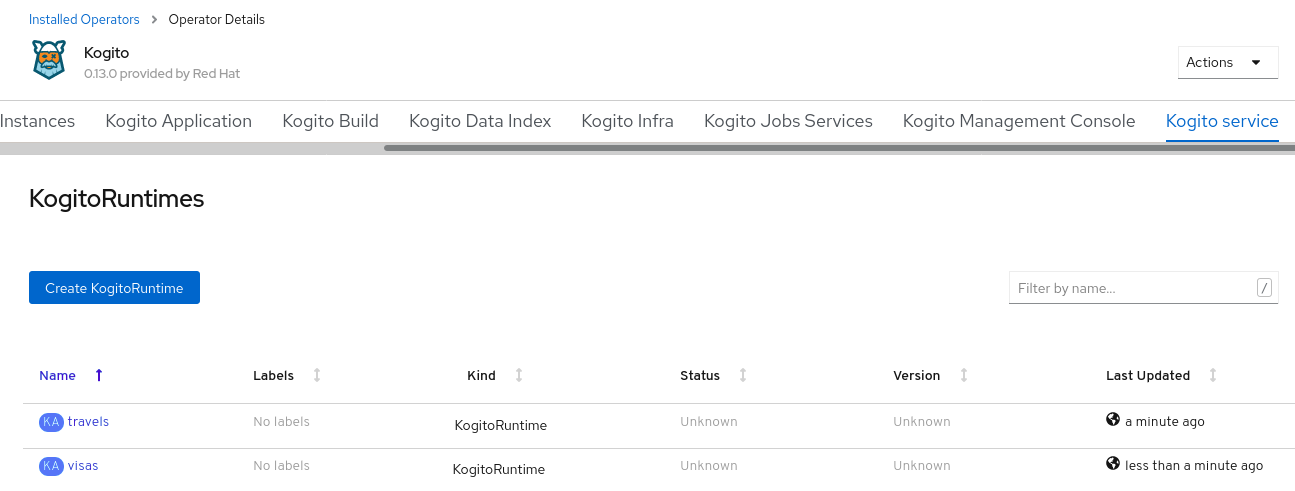 Installed Operators > Operator Details
Kogito
0.13.0 provided by Red Hat
Actions
Instances Kogito Application Kogito Build Kogito Data Index Kogito Infra Kogito Jobs Services Kogito Management Console Kogito service
KogitoRuntimes
Create KogitoRuntime
Filter by name...
/
Name Labels Kind Status Version Last Updated
KA travels No labels KogitoRuntime Unknown Unknown a minute ago
KA visas No labels KogitoRuntime Unknown Unknown less than a minute ago